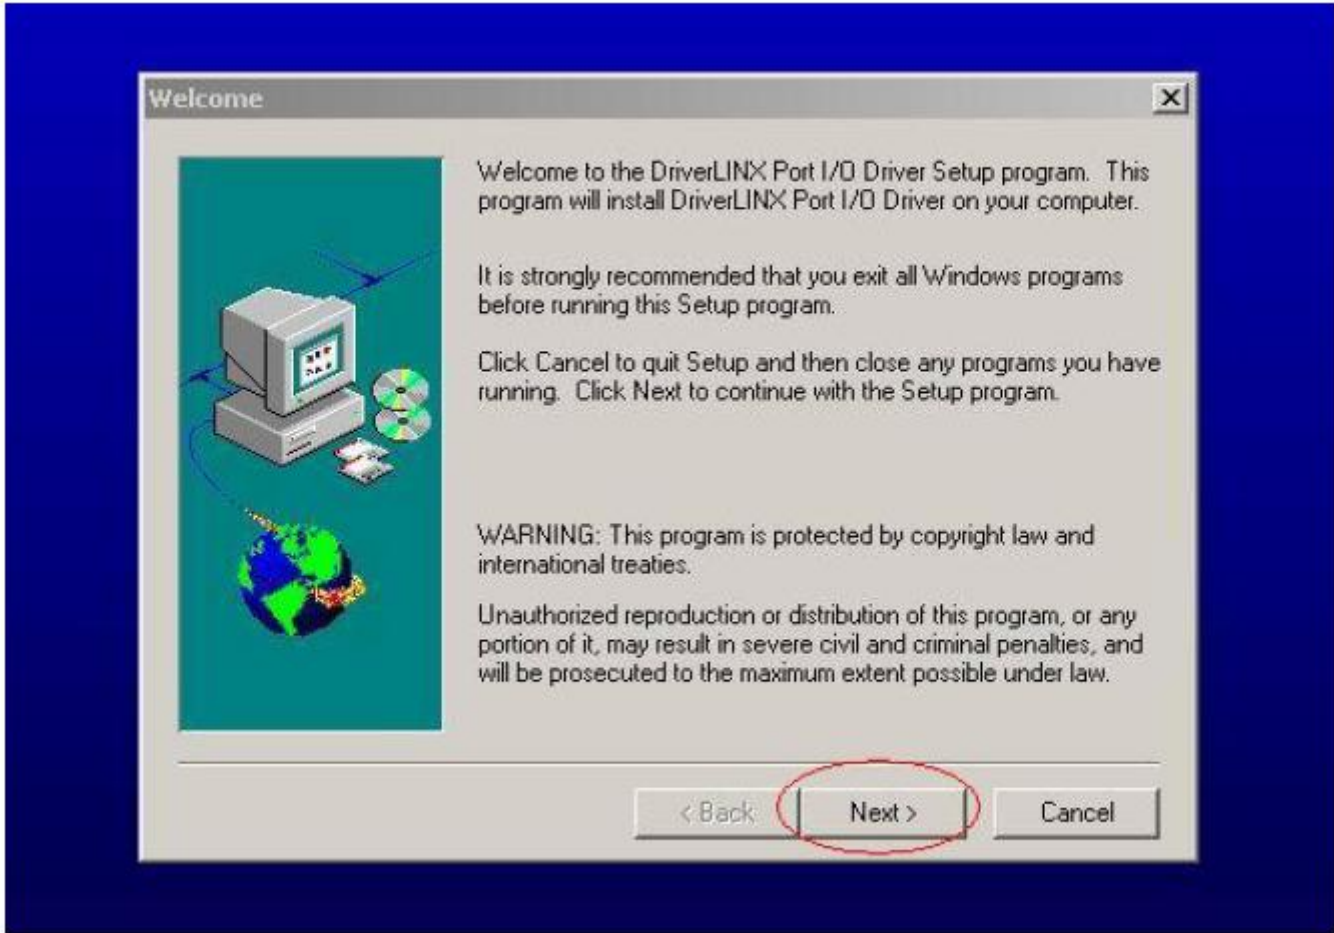 Welcome
Welcome to the DriverLINX Port I/O Driver Setup program.  This
program will install DriverLINX Port I/O Driver on your computer.
It is strongly recommended that you exit all Windows programs
before running this Setup program.
Click Cancel to quit Setup and then close any programs you have
running.  Click Next to continue with the Setup program.
WARNING: This program is protected by copyright law and
international treaties.
Unauthorized reproduction or distribution of this program, or any
portion of it, may result in severe civil and criminal penalties, and
will be prosecuted to the maximum extent possible under law.
< Back Next > Cancel